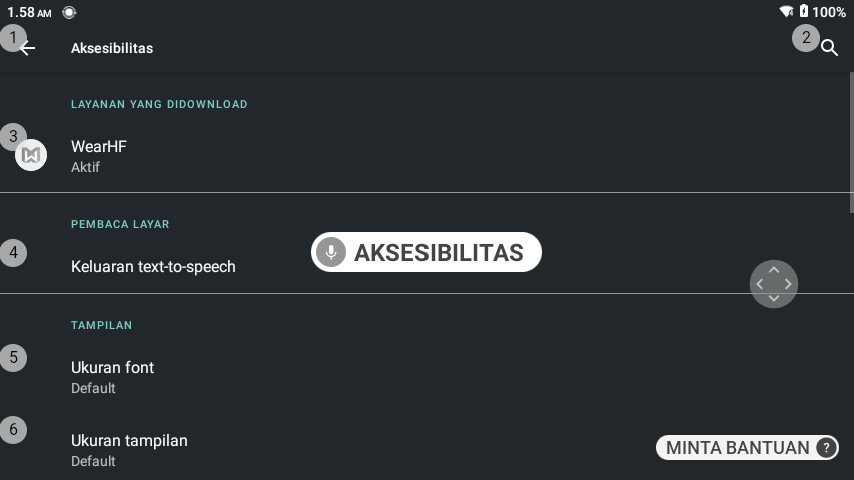 1.58 AM
100%
1
Aksesibilitas
2
LAYANAN YANG DIDOWNLOAD
3
WearHF
Aktif
PEMBACA LAYAR
AKSESIBILITAS
4
Keluaran text-to-speech
TAMPILAN
5
Ukuran font
Default
6
Ukuran tampilan
Default
MINTA BANTUAN ?